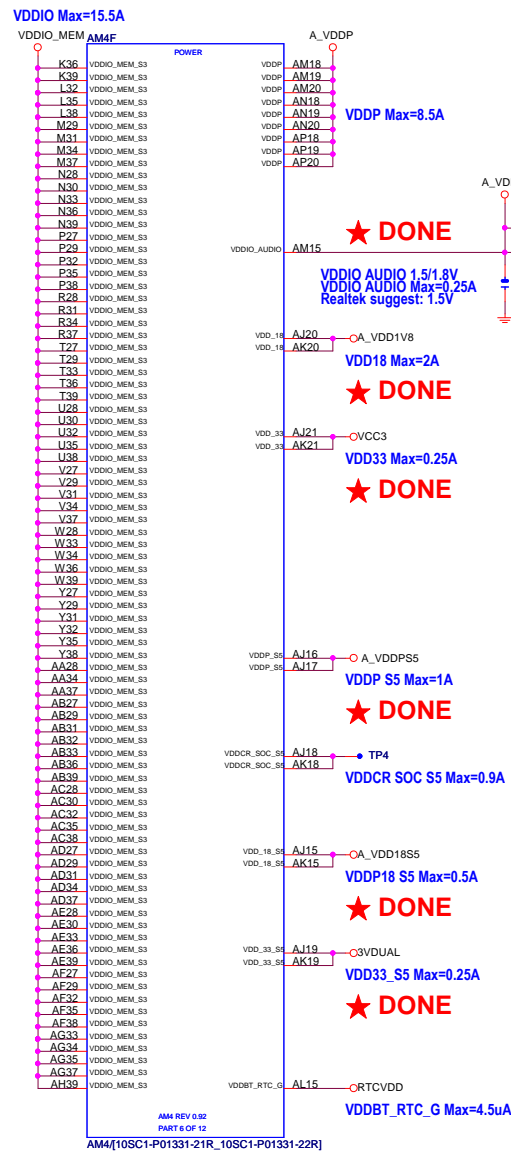 VDDIO Max=15.5A
VDDIO_MEM AM4F A_VDDP
POWER
K36 VDDIO_MEM_S3 VDDP AM18
K39 VDDIO_MEM_S3 VDDP AM19
L32 VDDIO_MEM_S3 VDDP AM20
L35 VDDIO_MEM_S3 VDDP AN18
L38 VDDIO_MEM_S3 VDDP AN19 VDDP Max=8.5A
M29 VDDIO_MEM_S3 VDDP AN20
M31 VDDIO_MEM_S3 VDDP AP18
M34 VDDIO_MEM_S3 VDDP AP19
M37 VDDIO_MEM_S3 VDDP AP20
N28 VDDIO_MEM_S3
N30 VDDIO_MEM_S3 A_VD
N33 VDDIO_MEM_S3
N36 VDDIO_MEM_S3
N39 VDDIO_MEM_S3
P27 VDDIO_MEM_S3 DONE
P29 VDDIO_MEM_S3 VDDIO_AUDIO AM15
P32 VDDIO_MEM_S3
P35 VDDIO_MEM_S3 VDDIO AUDIO 1.5/1.8V
P38 VDDIO_MEM_S3 VDDIO AUDIO Max=0.25A
R28 VDDIO_MEM_S3 Realtek suggest: 1.5V
R31 VDDIO_MEM_S3
R34 VDDIO_MEM_S3
R37 VDDIO_MEM_S3 VDD_18 AJ20 A_VDD1V8
T27 VDDIO_MEM_S3 VDD_18 AK20
T29 VDDIO_MEM_S3 VDD18 Max=2A
T33 VDDIO_MEM_S3
T36 VDDIO_MEM_S3 DONE
T39 VDDIO_MEM_S3
U28 VDDIO_MEM_S3
U30 VDDIO_MEM_S3
U32 VDDIO_MEM_S3 VDD_33 AJ21 VCC3
U35 VDDIO_MEM_S3 VDD_33 AK21
U38 VDDIO_MEM_S3 VDD33 Max=0.25A
V27 VDDIO_MEM_S3
V29 VDDIO_MEM_S3
V31 VDDIO_MEM_S3 DONE
V34 VDDIO_MEM_S3
V37 VDDIO_MEM_S3
W28 VDDIO_MEM_S3
W33 VDDIO_MEM_S3
W34 VDDIO_MEM_S3
W36 VDDIO_MEM_S3
W39 VDDIO_MEM_S3
Y27 VDDIO_MEM_S3
Y29 VDDIO_MEM_S3
Y31 VDDIO_MEM_S3
Y32 VDDIO_MEM_S3
Y35 VDDIO_MEM_S3
Y38 VDDIO_MEM_S3 VDDP_S5 AJ16 A_VDDPS5
AA28 VDDIO_MEM_S3 VDDP_S5 AJ17
AA34 VDDIO_MEM_S3 VDDP S5 Max=1A
AA37 VDDIO_MEM_S3
AB27 VDDIO_MEM_S3
AB29 VDDIO_MEM_S3 DONE
AB31 VDDIO_MEM_S3
AB32 VDDIO_MEM_S3
AB33 VDDIO_MEM_S3 VDDCR_SOC_S5 AJ18 TP4
AB36 VDDIO_MEM_S3 VDDCR_SOC_S5 AK18
AB39 VDDIO_MEM_S3 VDDCR SOC S5 Max=0.9A
AC28 VDDIO_MEM_S3
AC30 VDDIO_MEM_S3
AC32 VDDIO_MEM_S3
AC35 VDDIO_MEM_S3
AC38 VDDIO_MEM_S3
AD27 VDDIO_MEM_S3 VDD_18_S5 AJ15 A_VDD18S5
AD29 VDDIO_MEM_S3 VDD_18_S5 AK15
AD31 VDDIO_MEM_S3 VDDP18 S5 Max=0.5A
AD34 VDDIO_MEM_S3
AD37 VDDIO_MEM_S3
AE28 VDDIO_MEM_S3 DONE
AE30 VDDIO_MEM_S3
AE33 VDDIO_MEM_S3
AE36 VDDIO_MEM_S3 VDD_33_S5 AJ19 3VDUAL
AE39 VDDIO_MEM_S3 VDD_33_S5 AK19
AF27 VDDIO_MEM_S3 VDD33_S5 Max=0.25A
AF29 VDDIO_MEM_S3
AF32 VDDIO_MEM_S3 DONE
AF35 VDDIO_MEM_S3
AF38 VDDIO_MEM_S3
AG33 VDDIO_MEM_S3
AG34 VDDIO_MEM_S3
AG35 VDDIO_MEM_S3
AG37 VDDIO_MEM_S3
AH39 VDDIO_MEM_S3 VDDBT_RTC_G AL15 RTCVDD
VDDBT_RTC_G Max=4.5uA
AM4 REV 0.92
PART 6 OF 12
AM4/[10SC1-P01331-21R_10SC1-P01331-22R]